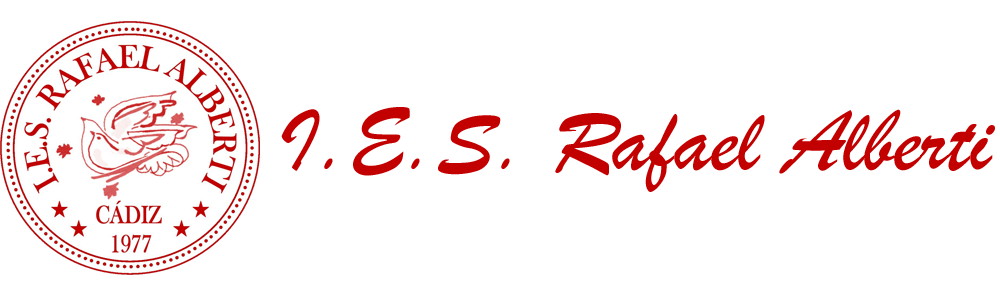 I.E.S. RAFAEL ALBERTI
CÁDIZ
1977
I. E. S. Rafael Alberti